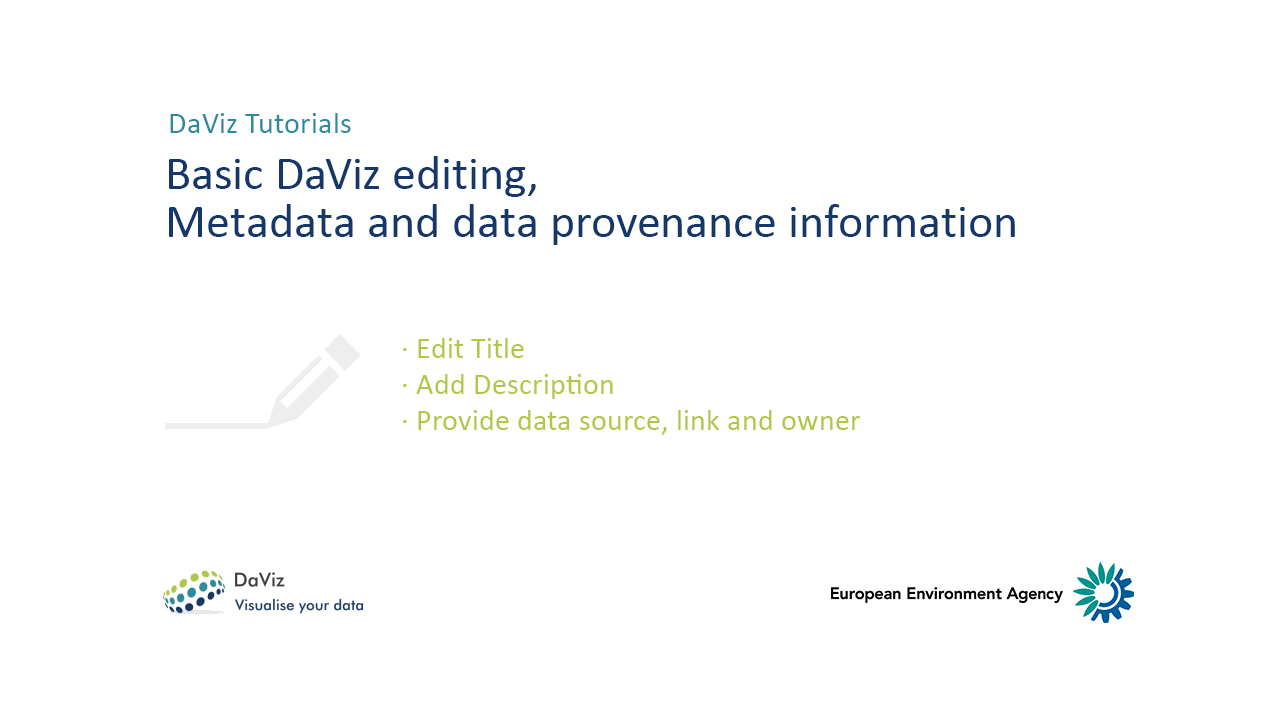 DaViz Tutorials
Basic DaViz editing,
Metadata and data provenance information
· Edit Title
· Add Description
· Provide data source, link and owner
DaViz
Visualise your data
European Environment Agency